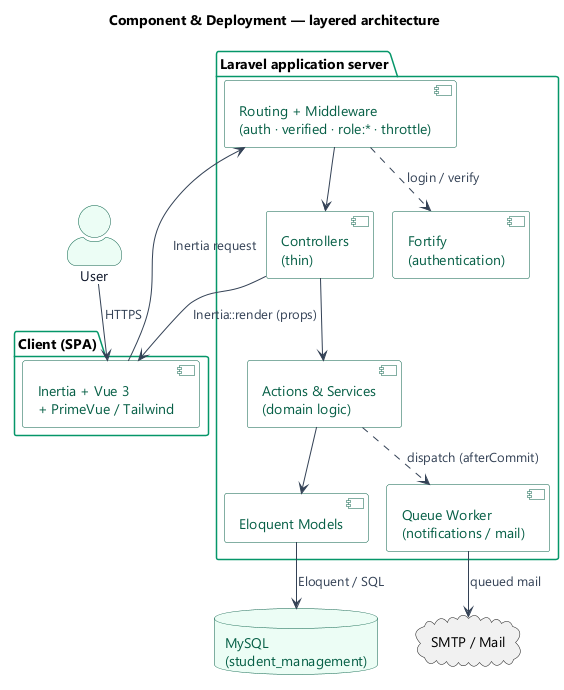 Component & Deployment — layered architecture
Laravel application server
Routing + Middleware
(auth · verified · role:* · throttle)
login / verify
Controllers
(thin)
Fortify
(authentication)
Inertia request
User
HTTPS
Inertia::render (props)
Client (SPA)
Inertia + Vue 3
+ PrimeVue / Tailwind
Actions & Services
(domain logic)
dispatch (afterCommit)
Eloquent Models
Queue Worker
(notifications / mail)
Eloquent / SQL
queued mail
MySQL
(student_management)
SMTP / Mail